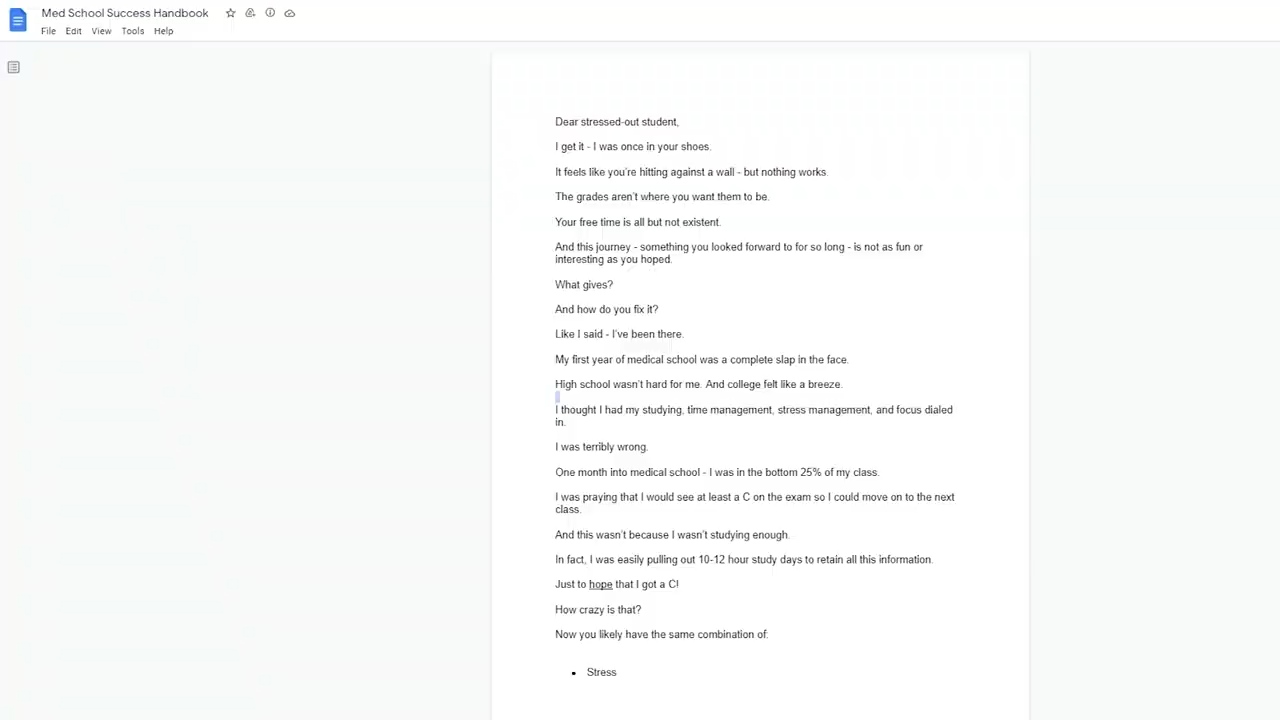 Med School Success Handbook
File Edit View Tools Help
Dear stressed-out student,
I get it - I was once in your shoes.
It feels like you're hitting against a wall - but nothing works.
The grades aren't where you want them to be.
Your free time is all but not existent.
And this journey - something you looked forward to for so long - is not as fun or
interesting as you hoped.
What gives?
And how do you fix it?
Like I said - I've been there.
My first year of medical school was a complete slap in the face.
High school wasn't hard for me. And college felt like a breeze.
I thought I had my studying, time management, stress management, and focus dialed
in.
I was terribly wrong.
One month into medical school - I was in the bottom 25% of my class.
I was praying that I would see at least a C on the exam so I could move on to the next
class.
And this wasn't because I wasn't studying enough.
In fact, I was easily pulling out 10-12 hour study days to retain all this information.
Just to hope that I got a C!
How crazy is that?
Now you likely have the same combination of:
• Stress